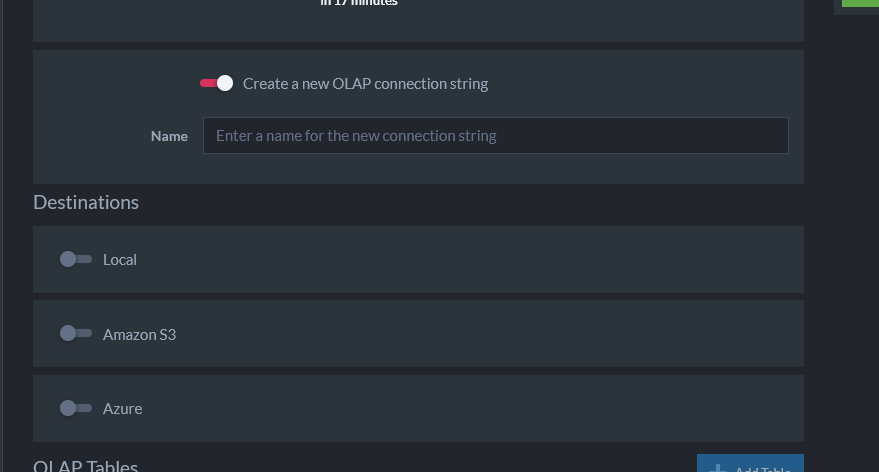 in 17 minutes
Create a new OLAP connection string
Name
Enter a name for the new connection string
Destinations
Local
Amazon S3
Azure
OLAP Tables
Add Table